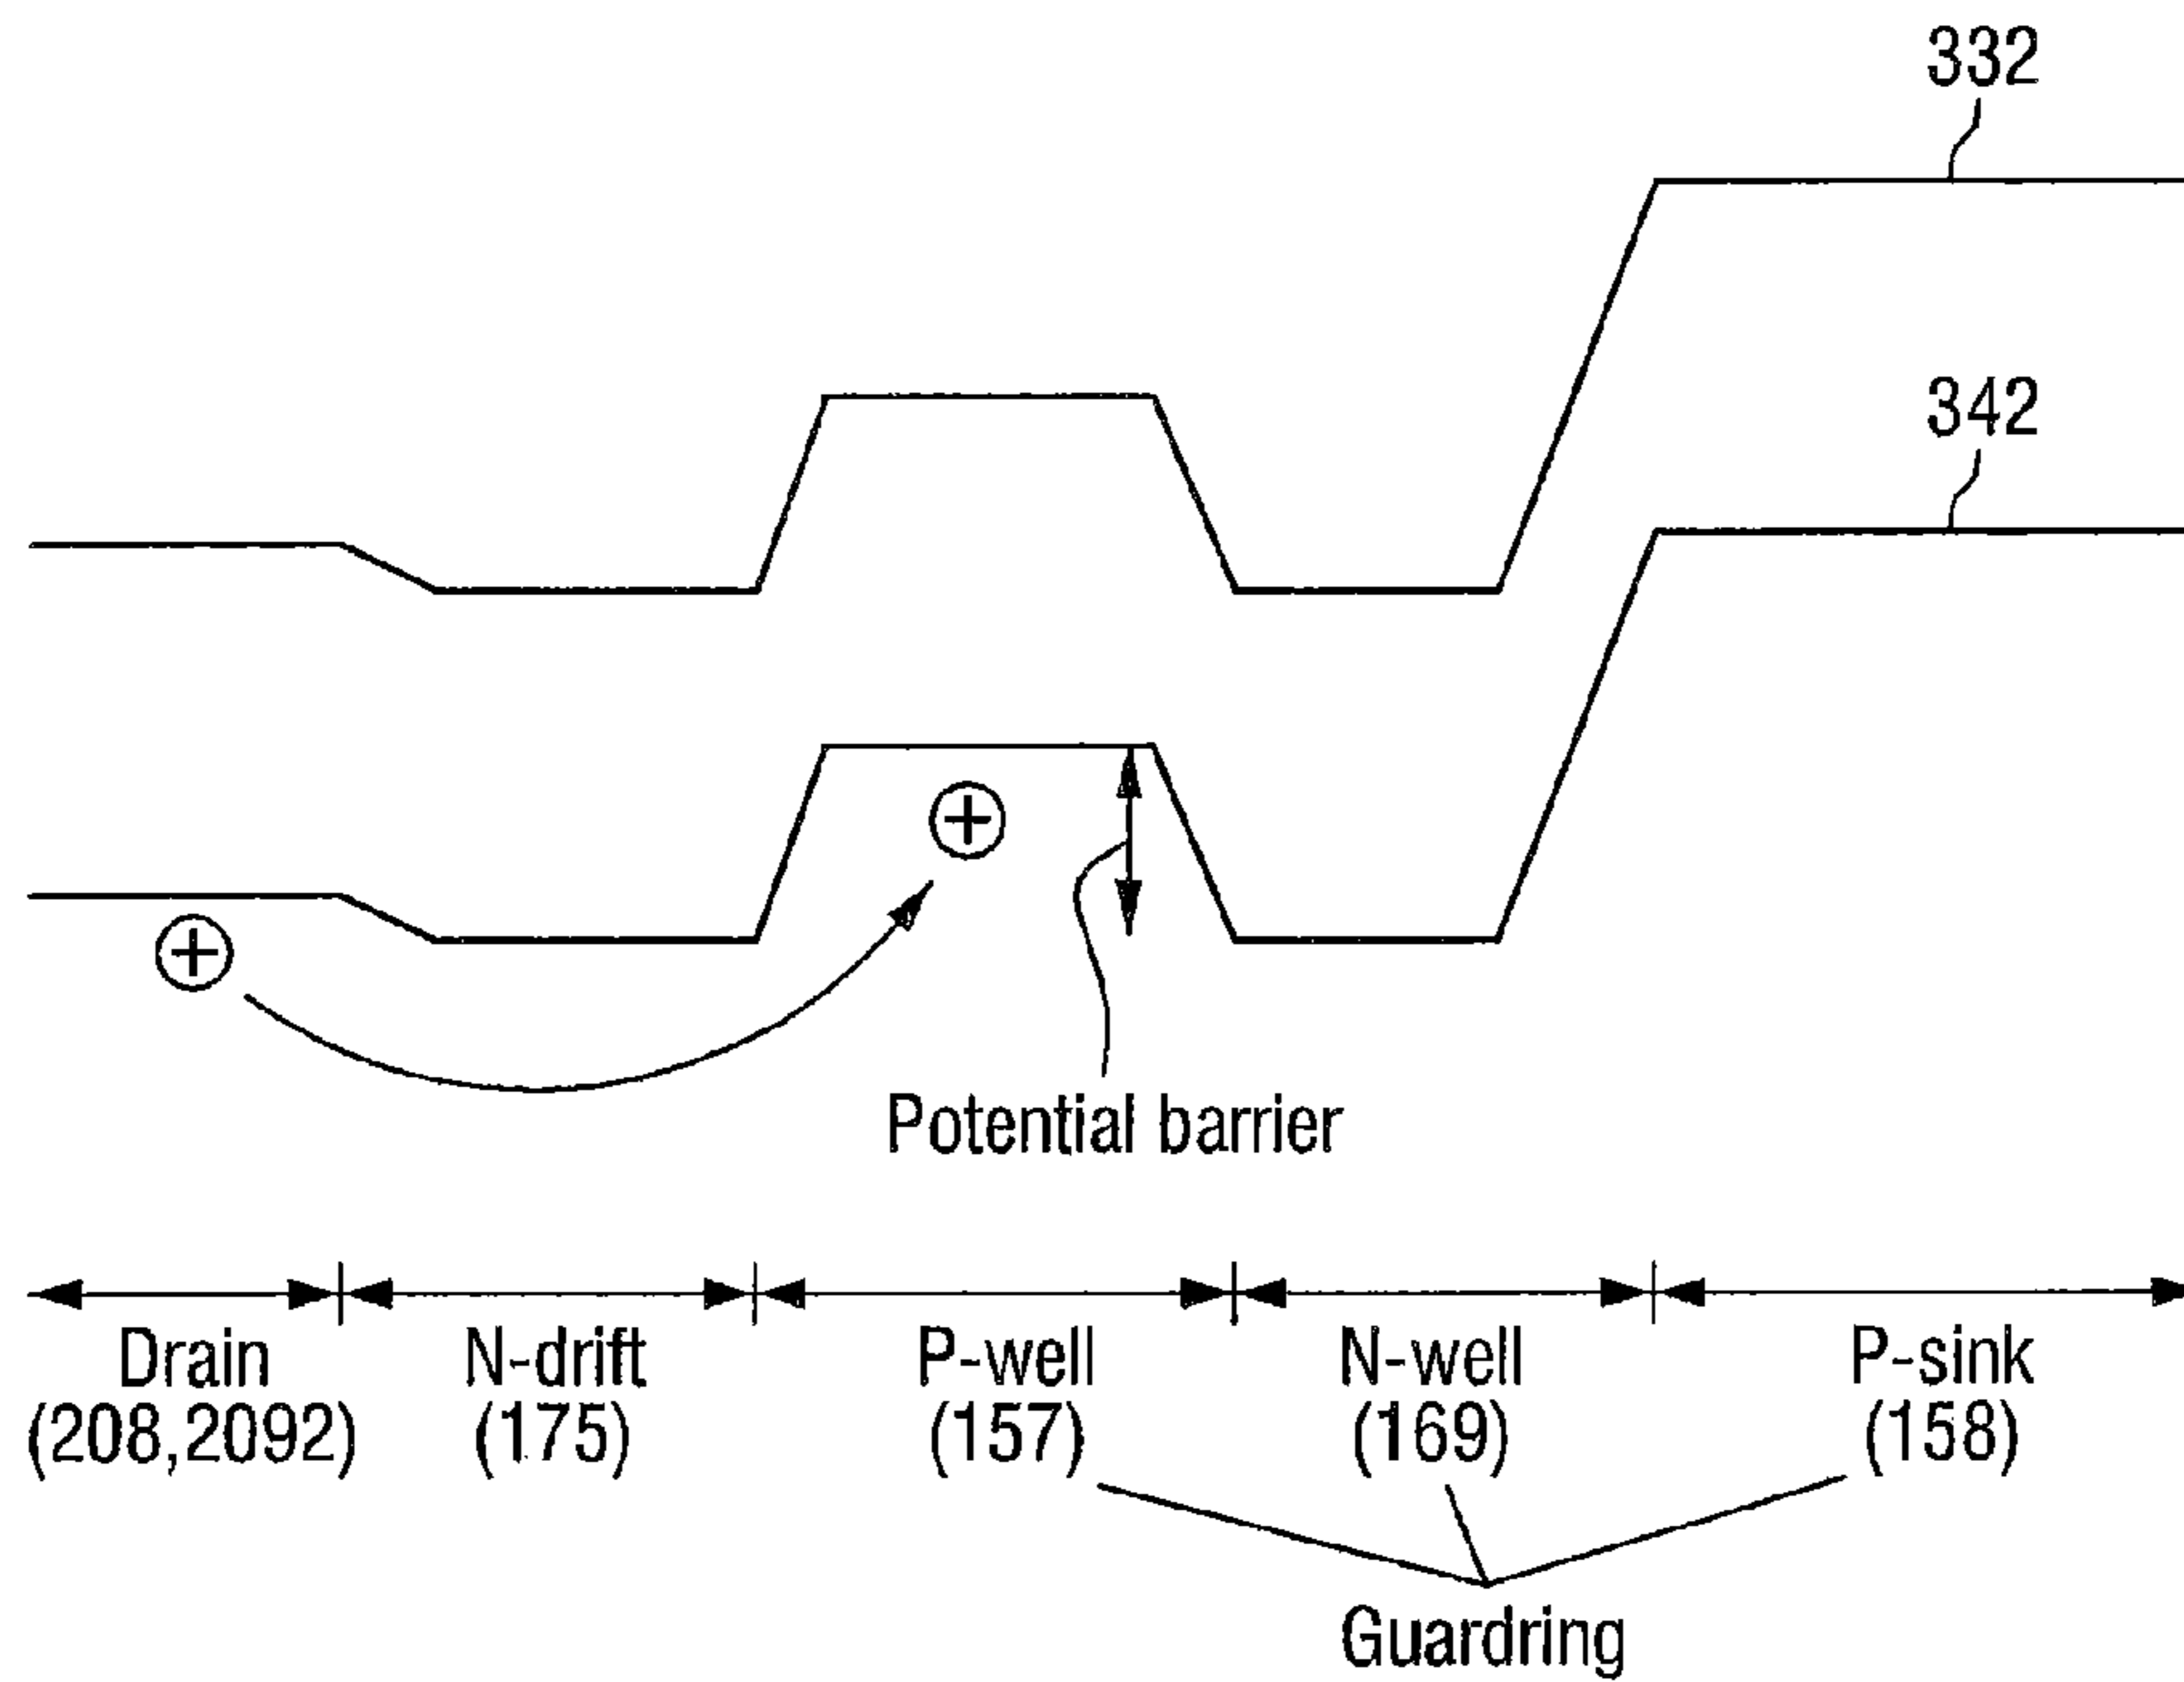 332
342
+
+
Potential barrier
Drain
(208,2092)
N-drift
(175)
P-well
(157)
N-well
(169)
P-sink
(158)
Guardring